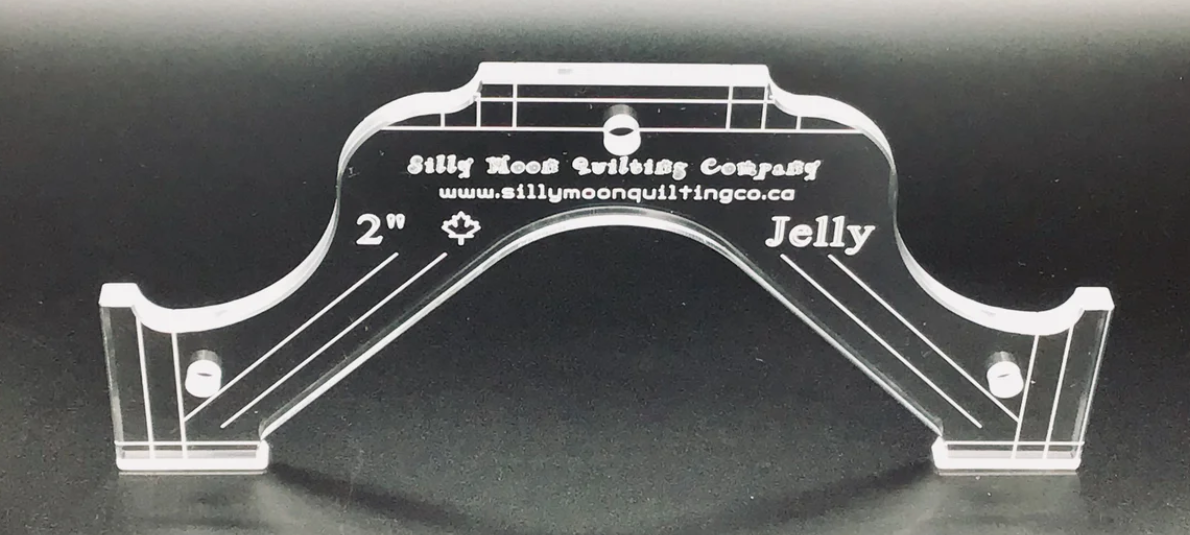 Silly Moon Quilting Company
www.sillymoonquiltingco.ca
2" Jelly